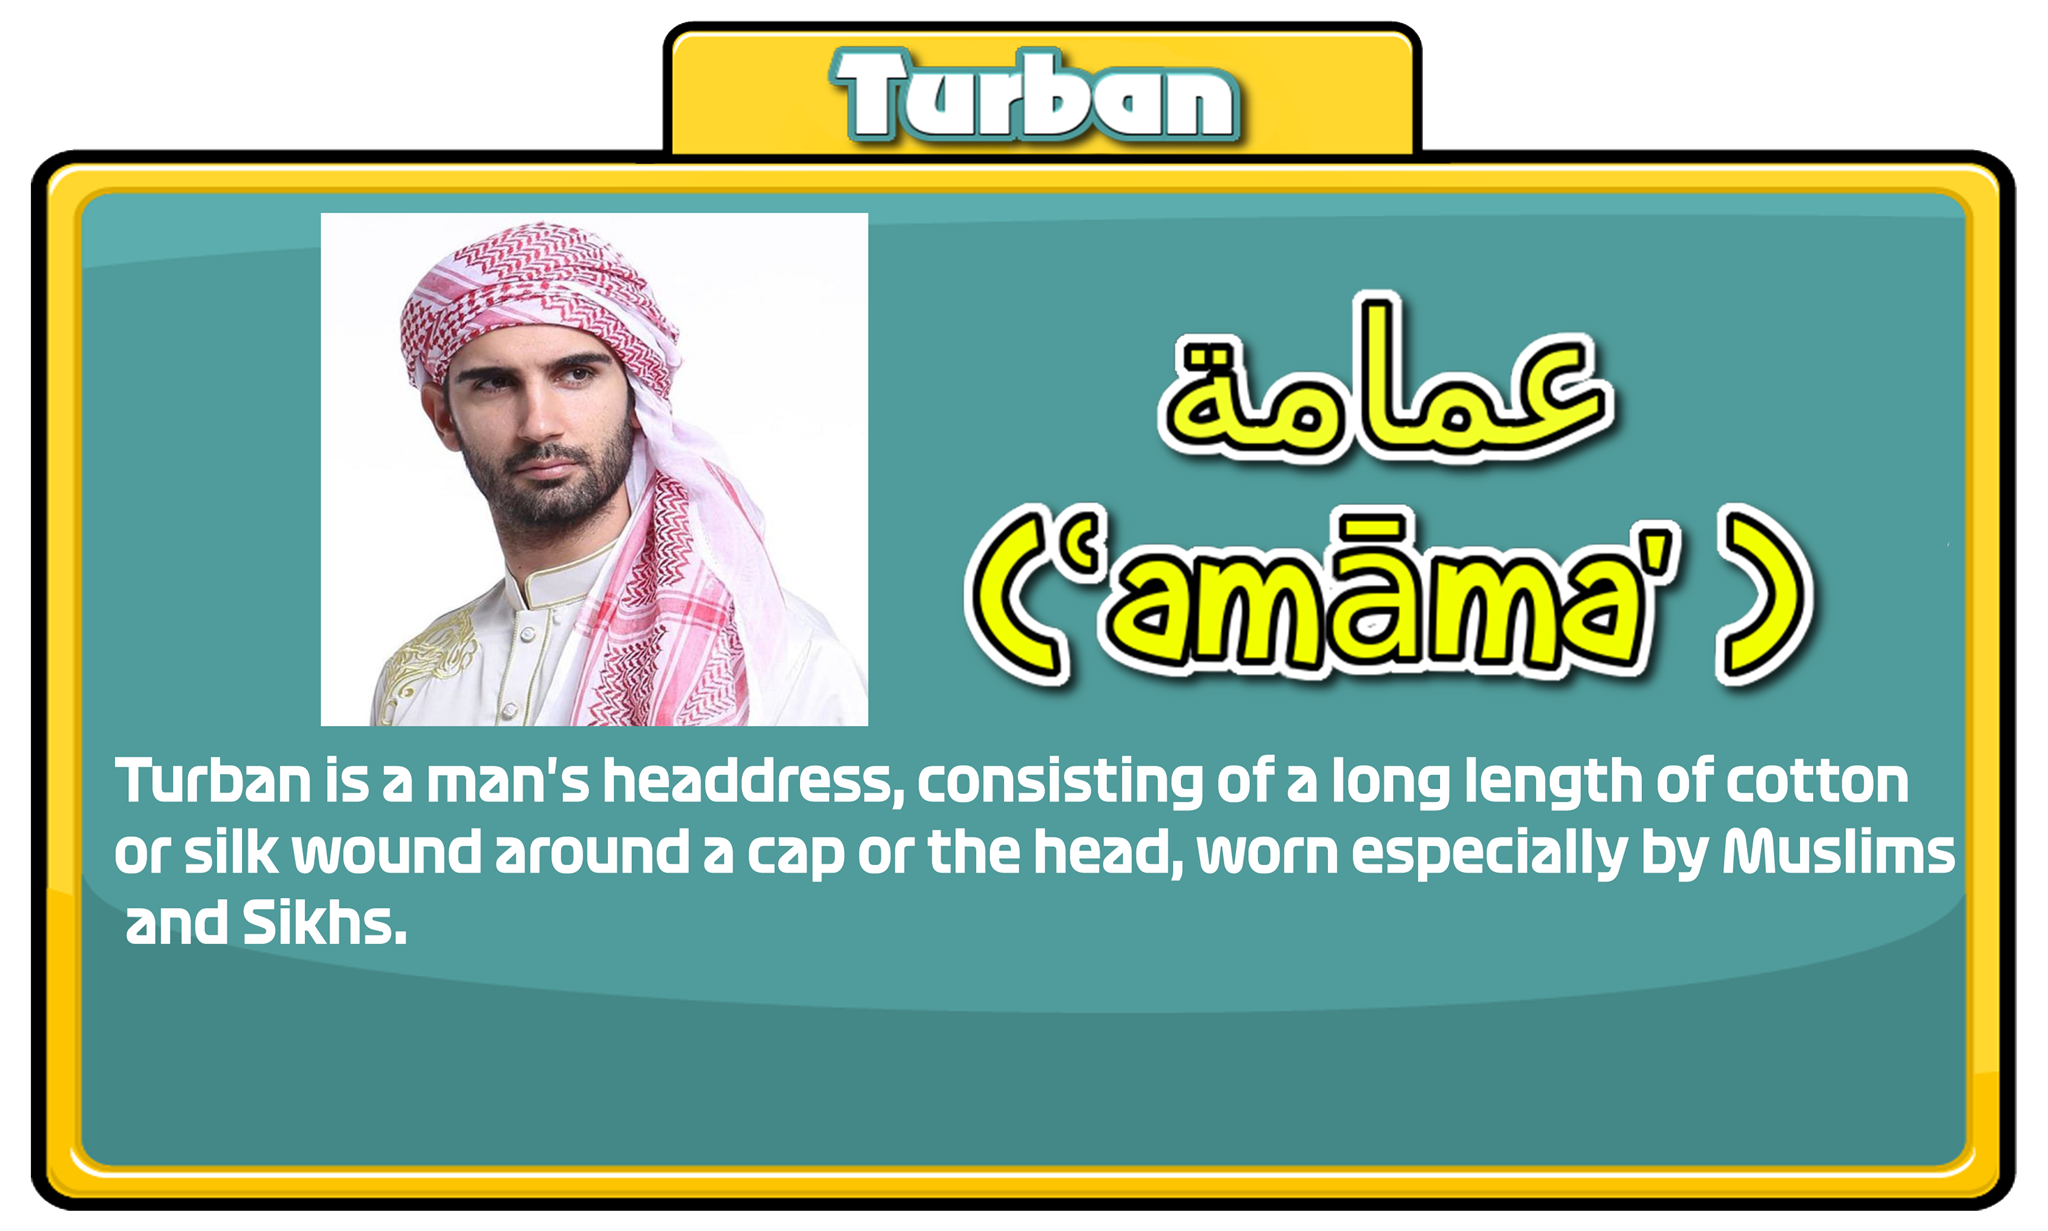 Turban
عمامة
(ʿamāma' )
Turban is a man's headdress, consisting of a long length of cotton
or silk wound around a cap or the head, worn especially by Muslims
and Sikhs.